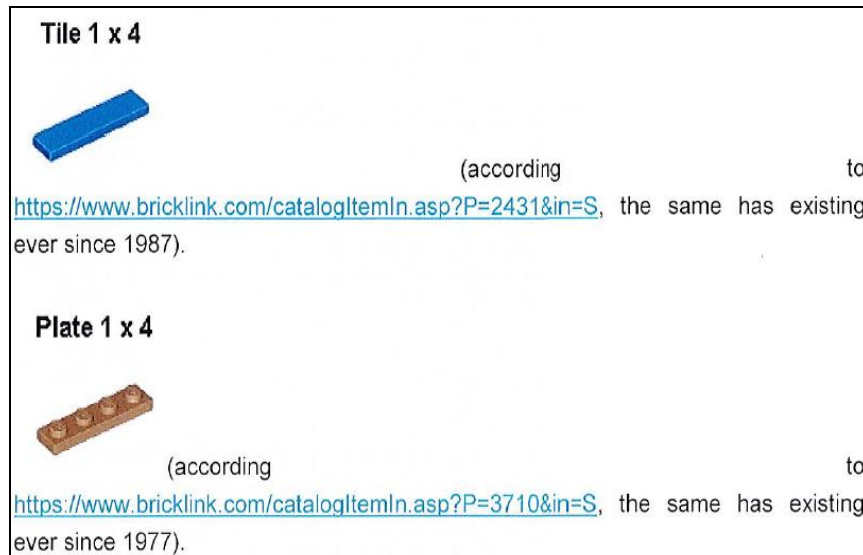 Tile 1 x 4
(according to
https://www.bricklink.com/catalogItemIn.asp?P=2431&in=S, the same has existing
ever since 1987).
Plate 1 x 4
(according to
https://www.bricklink.com/catalogItemIn.asp?P=3710&in=S, the same has existing
ever since 1977).